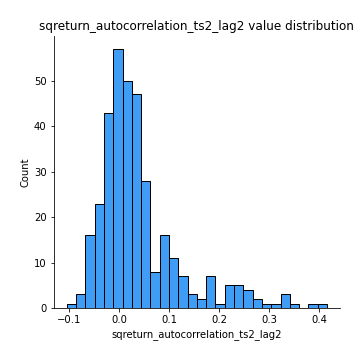 sqreturn_autocorrelation_ts2_lag2 value distribution
50
40
30
20
10
0
Count
−0.1 0.0 0.1 0.2 0.3 0.4
sqreturn_autocorrelation_ts2_lag2